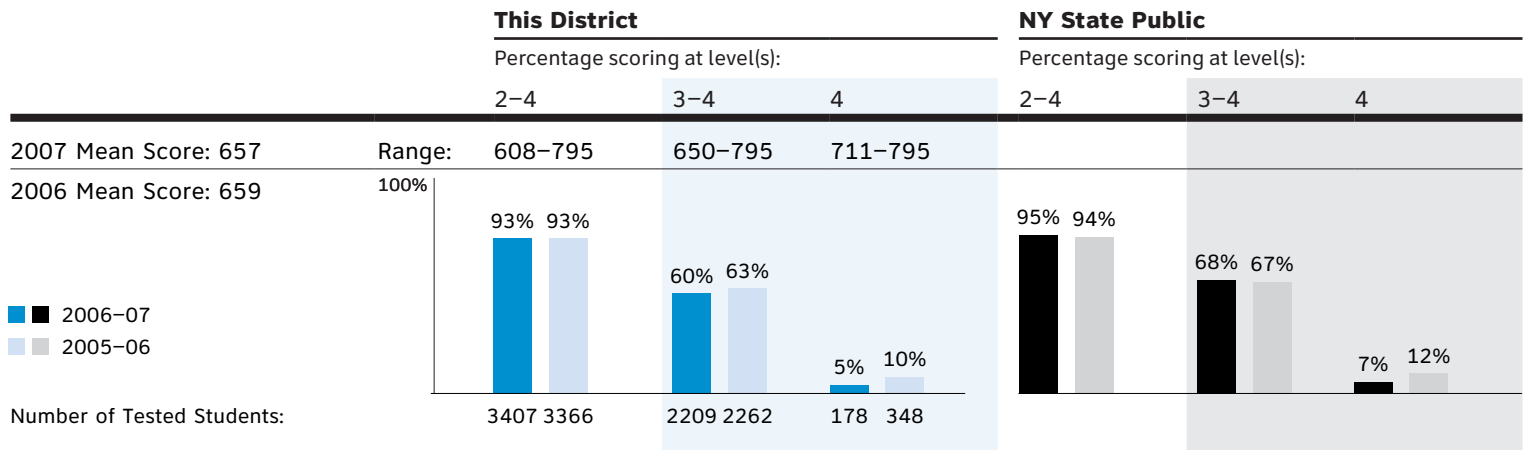 This District NY State Public
Percentage scoring at level(s): Percentage scoring at level(s):
2–4 3–4 4 2–4 3–4 4
2007 Mean Score: 657 Range: 608–795 650–795 711–795
2006 Mean Score: 659 100%
93% 93% 60% 63% 5% 10% 95% 94% 68% 67% 7% 12%
2006–07
2005–06
Number of Tested Students: 3407 3366 2209 2262 178 348